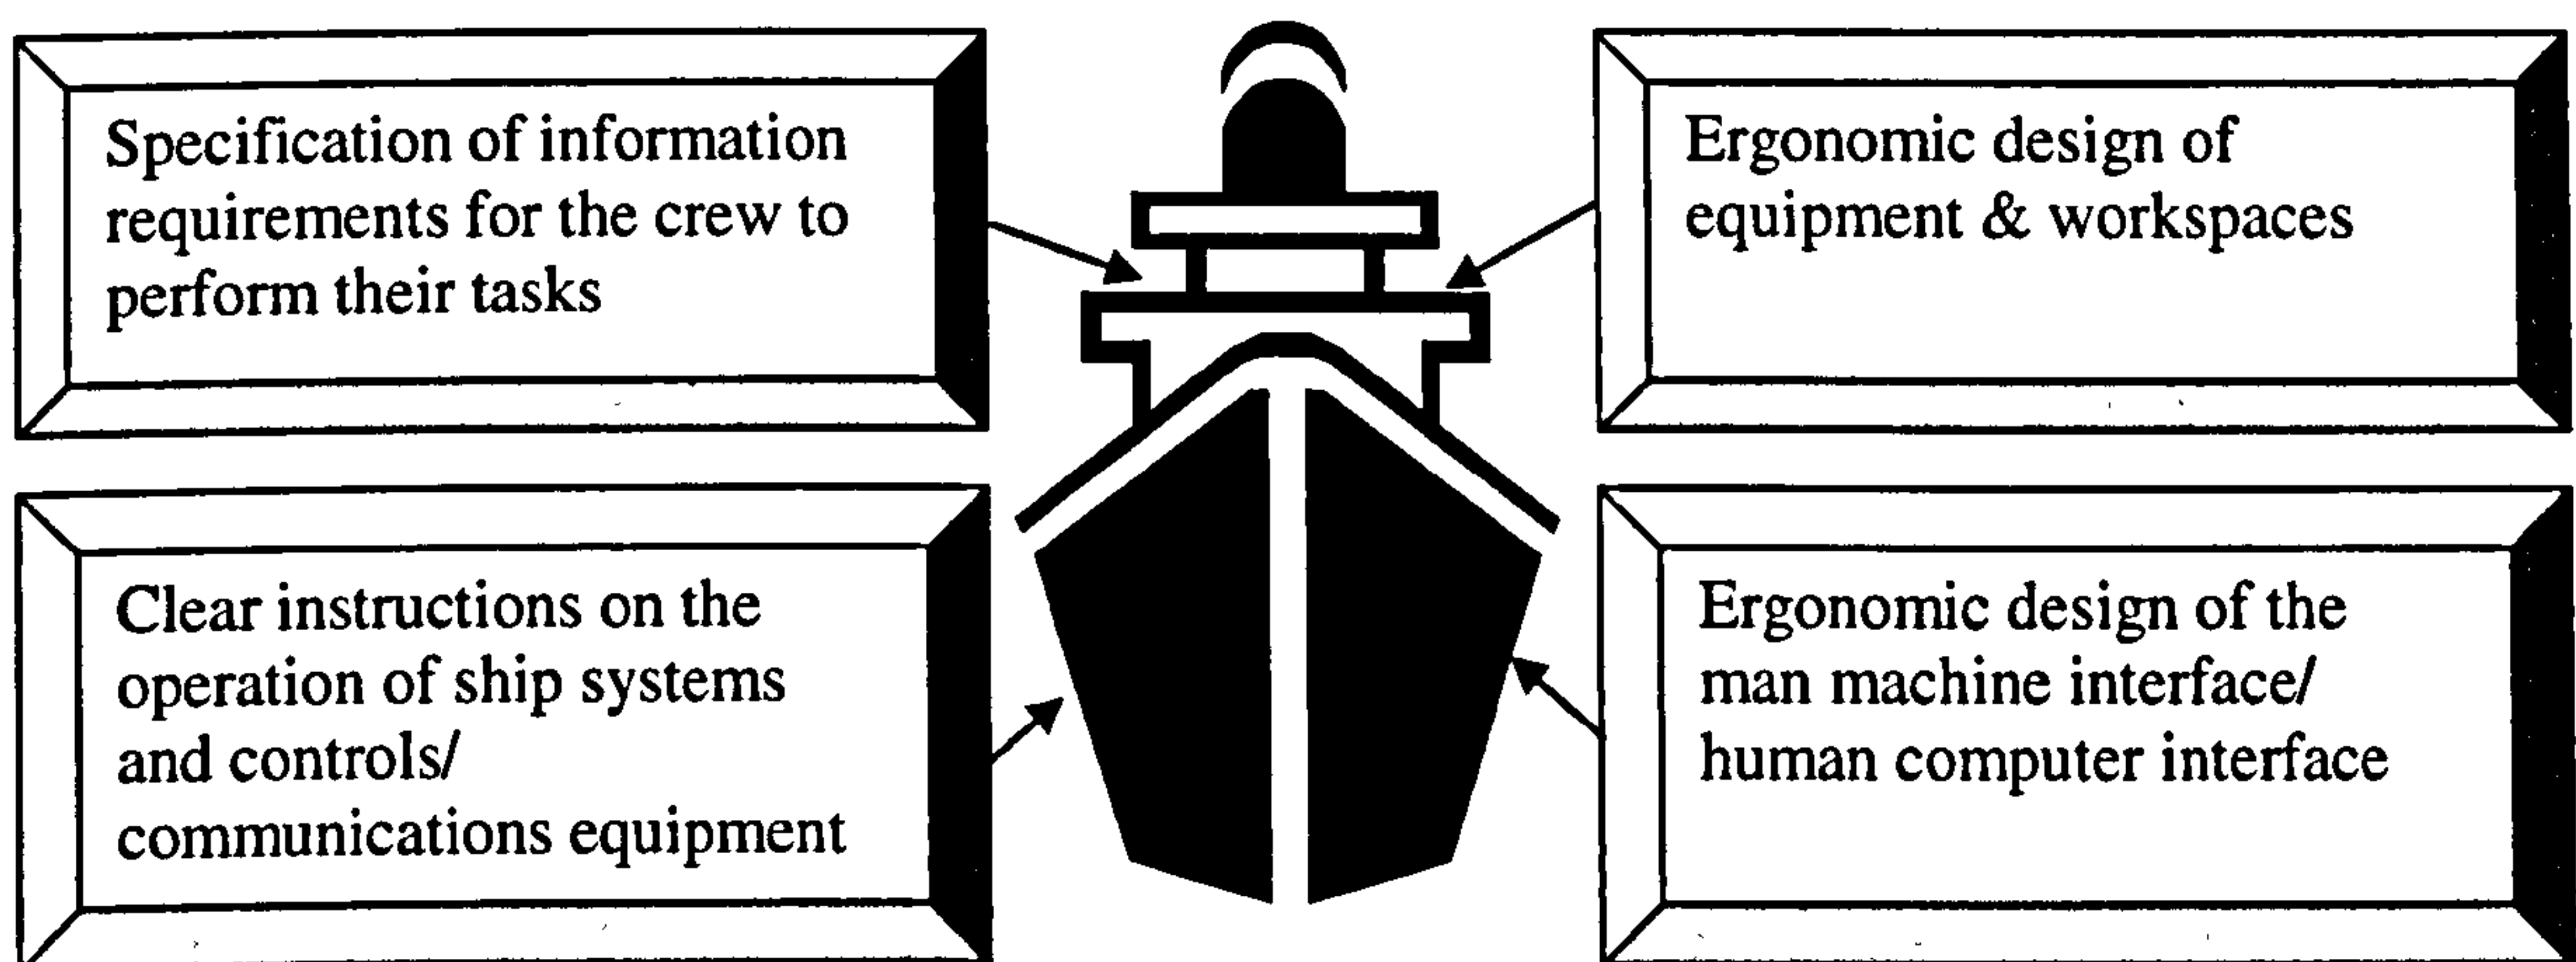 Specification of information
requirements for the crew to
perform their tasks
Ergonomic design of
equipment & workspaces
Clear instructions on the
operation of ship systems
and controls/
communications equipment
Ergonomic design of the
man machine interface/
human computer interface